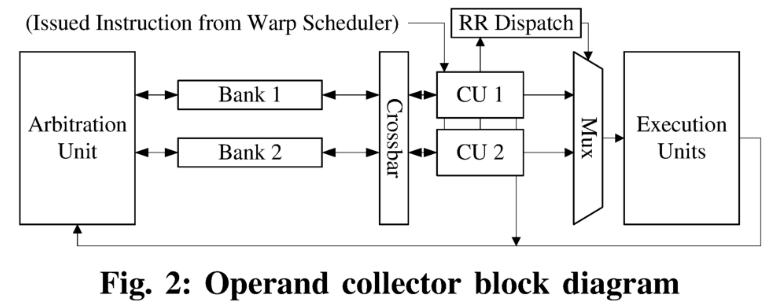 (Issued Instruction from Warp Scheduler)
RR Dispatch
Arbitration
Unit
Bank 1
Bank 2
Crossbar
CU 1
CU 2
Mux
Execution
Units
Fig. 2: Operand collector block diagram